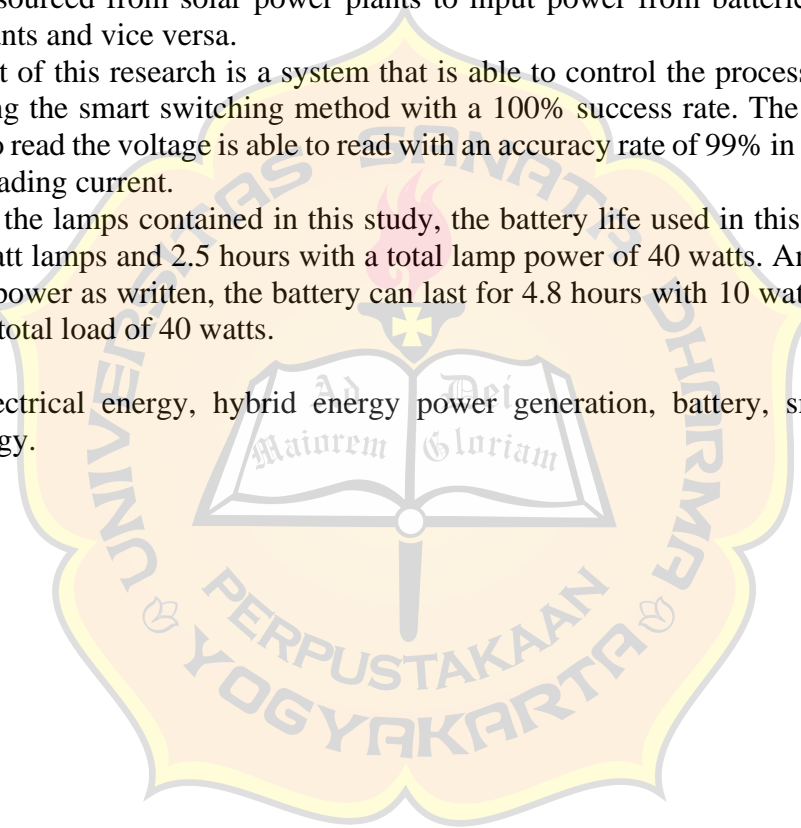 sourced from solar power plants to input power from batteri
nts and vice versa.
t of this research is a system that is able to control the process
ng the smart switching method with a 100% success rate. The
o read the voltage is able to read with an accuracy rate of 99% in
ading current.
the lamps contained in this study, the battery life used in this
att lamps and 2.5 hours with a total lamp power of 40 watts. A
power as written, the battery can last for 4.8 hours with 10 wat
total load of 40 watts.
ectrical energy, hybrid energy power generation, battery, s
gy.
UNIVERSITAS SANATA DHARMA
Ad Dei
Maiorem Gloriam
PERPUSTAKAAN
YOGYAKARTA